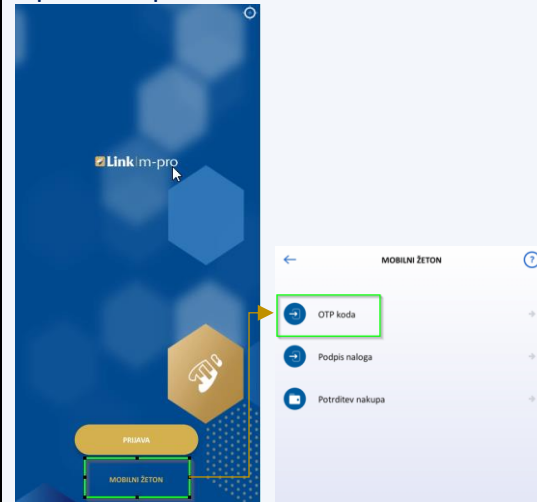 Link m-pro
PRIJAVA
MOBILNI ŽETON
MOBILNI ŽETON
?
OTP koda
Podpis naloga
Potrditev nakupa